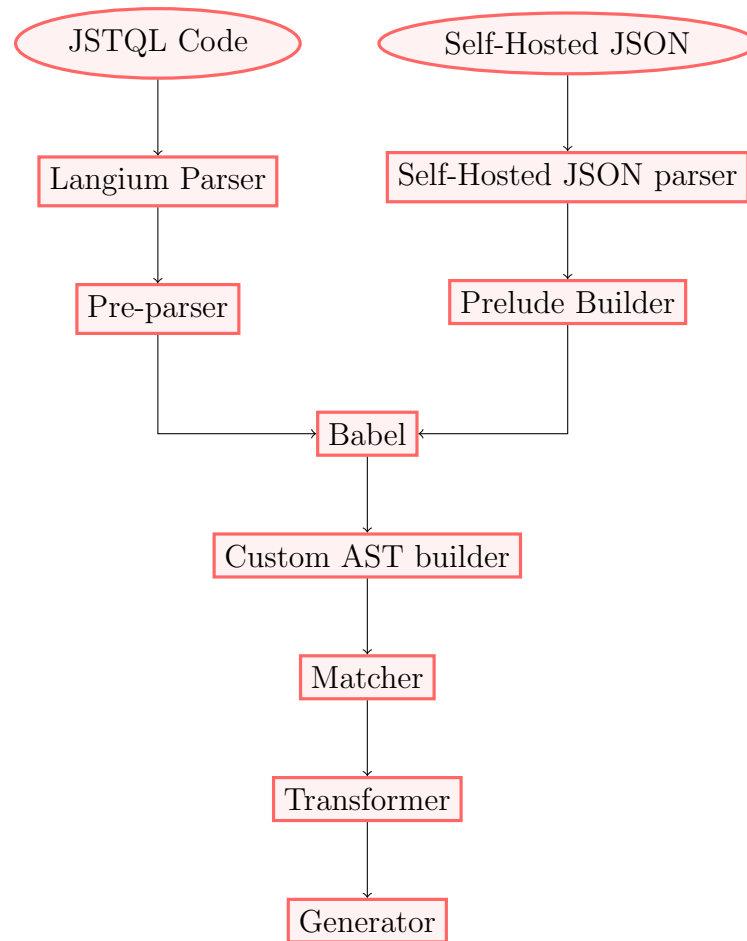 JSTQL Code
Self-Hosted JSON
Langium Parser
Self-Hosted JSON parser
Pre-parser
Prelude Builder
Babel
Custom AST builder
Matcher
Transformer
Generator